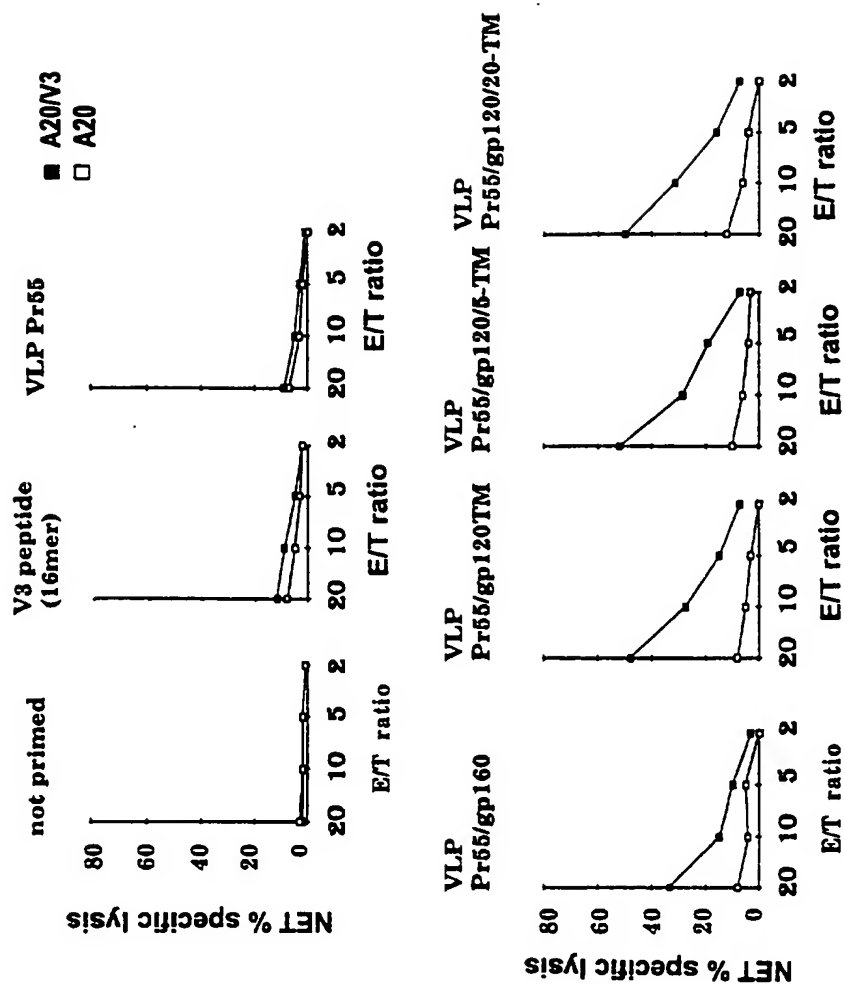 ■ A20/V3
□ A20
not primed
V3 peptide
(16mer)
VLP Pr55
NET % specific lysis
80
60
40
20
0
20 10 5 2
E/T ratio
20 10 5 2
E/T ratio
20 10 5 2
E/T ratio
VLP
Pr55/gp160
VLP
Pr55/gp120TM
VLP
Pr55/gp120/5-TM
VLP
Pr55/gp120/20-TM
NET % specific lysis
80
60
40
20
0
20 10 5 2
E/T ratio
20 10 5 2
E/T ratio
20 10 5 2
E/T ratio
20 10 5 2
E/T ratio